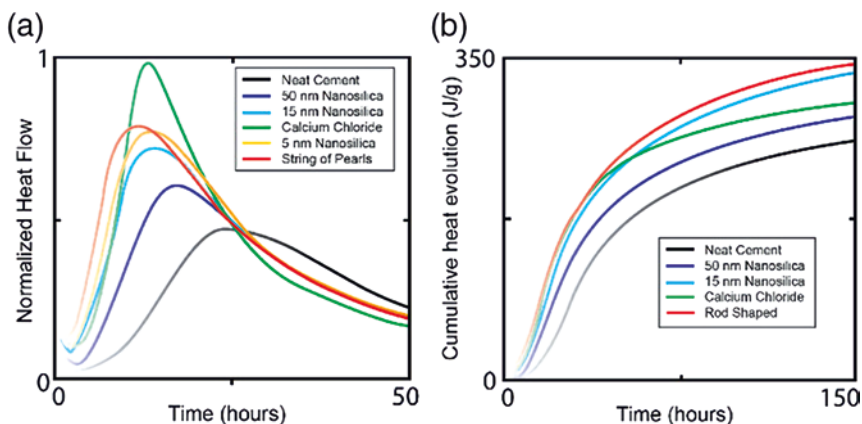 (a)
1
Normalized Heat Flow
Neat Cement
50 nm Nanosilica
15 nm Nanosilica
Calcium Chloride
5 nm Nanosilica
String of Pearls
0
0
50
Time (hours)
(b)
350
Cumulative heat evolution (J/g)
Neat Cement
50 nm Nanosilica
15 nm Nanosilica
Calcium Chloride
Rod Shaped
0
0
150
Time (hours)